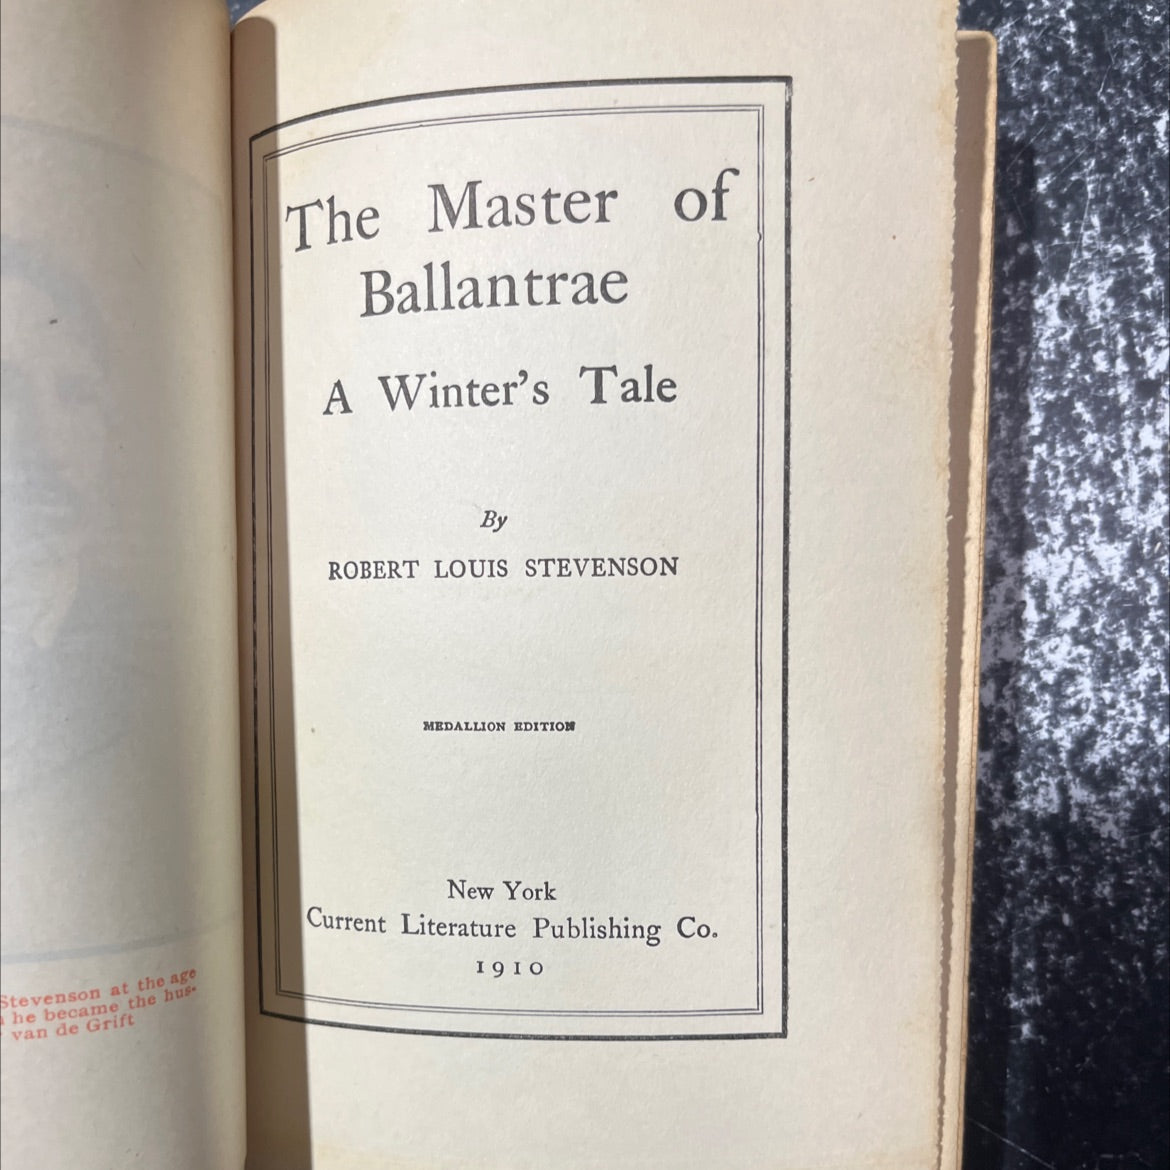 The Master of
Ballantrae
A Winter's Tale
By
ROBERT LOUIS STEVENSON
MEDALLION EDITION
New York
Current Literature Publishing Co.
1910
Stevenson at the age
he became the hus-
van de Grift